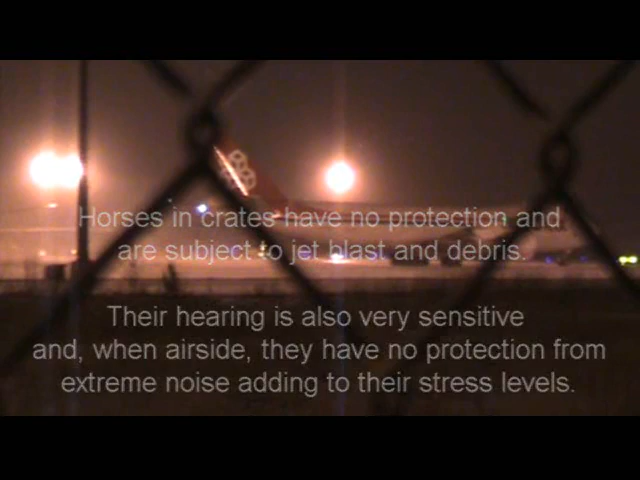 Horses in crates have no protection and
are subject to jet blast and debris.
Their hearing is also very sensitive
and, when airside, they have no protection from
extreme noise adding to their stress levels.